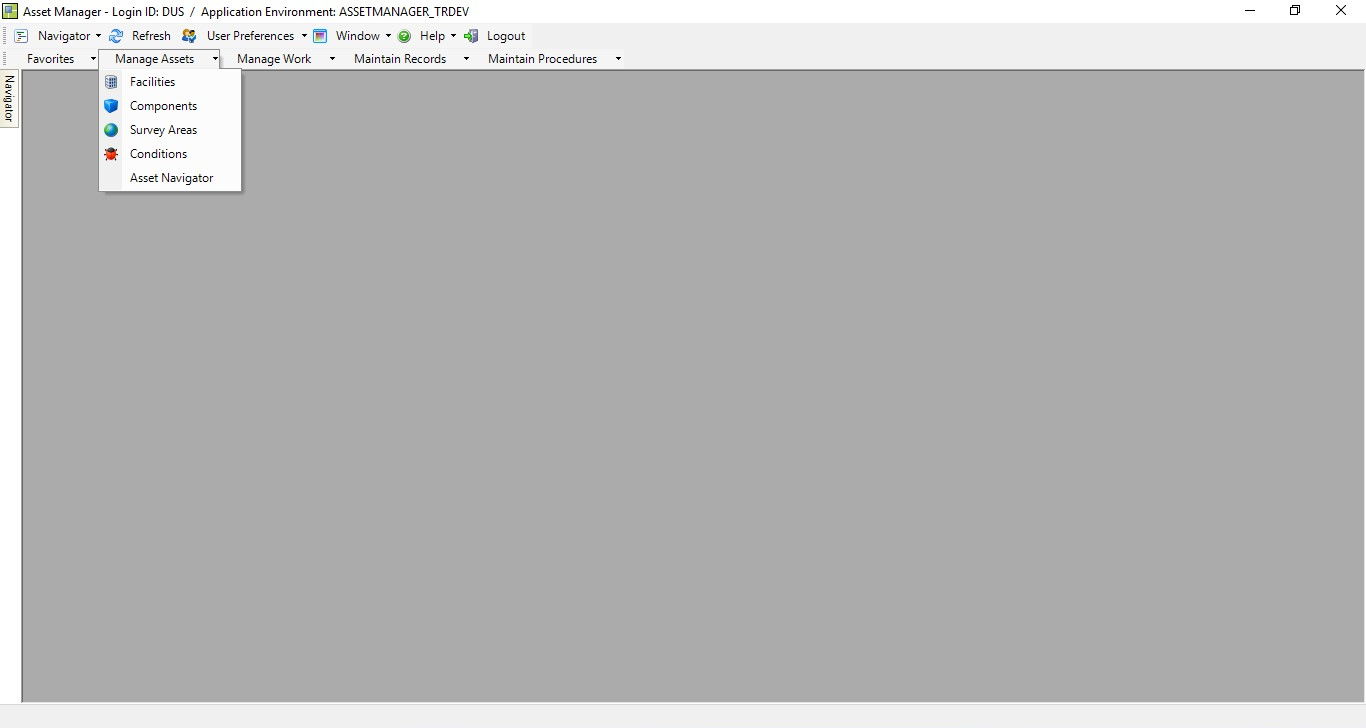 Asset Manager - Login ID: DUS / Application Environment: ASSETMANAGER_TRDEV
Navigator Refresh User Preferences Window Help Logout
Favorites Manage Assets Manage Work Maintain Records Maintain Procedures
Navigator
Facilities
Components
Survey Areas
Conditions
Asset Navigator